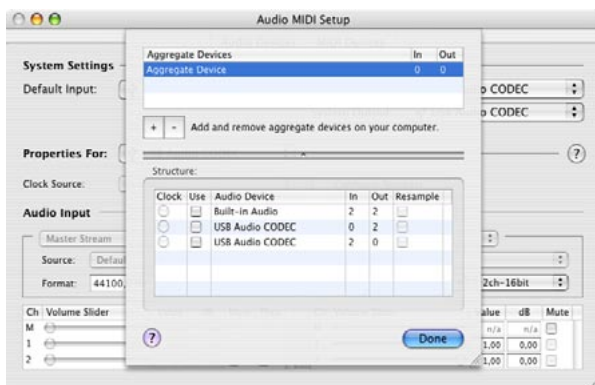 Audio MIDI Setup
Aggregate Devices In Out
Aggregate Device 0 0
System Settings
Default Input: CODEC
CODEC
+ - Add and remove aggregate devices on your computer.
Properties For: ?
Structure:
Clock Source:
Clock Use Audio Device In Out Resample
Built-in Audio 2 2
USB Audio CODEC 0 2
USB Audio CODEC 2 0
Audio Input
Master Stream
Source: Defau
Format: 44100, 2ch-16bit
Ch Volume Slider alue dB Mute
M n/a n/a
? Done
1 1,00 0,00
2 1,00 0,00